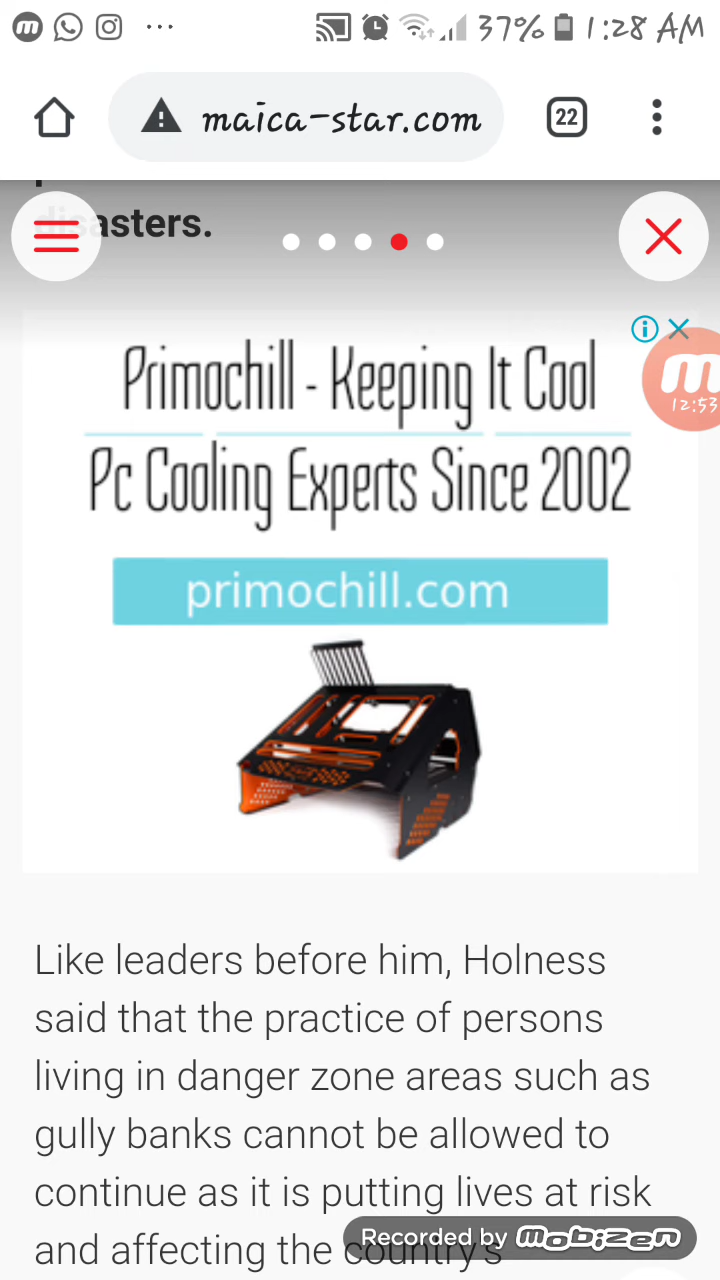 37% 1:28 AM
maica-star.com
22
disasters.
Primochill - Keeping It Cool
Pc Cooling Experts Since 2002
primochill.com
12:53
Like leaders before him, Holness
said that the practice of persons
living in danger zone areas such as
gully banks cannot be allowed to
continue as it is putting lives at risk
and affecting the country's
Recorded by mobizen